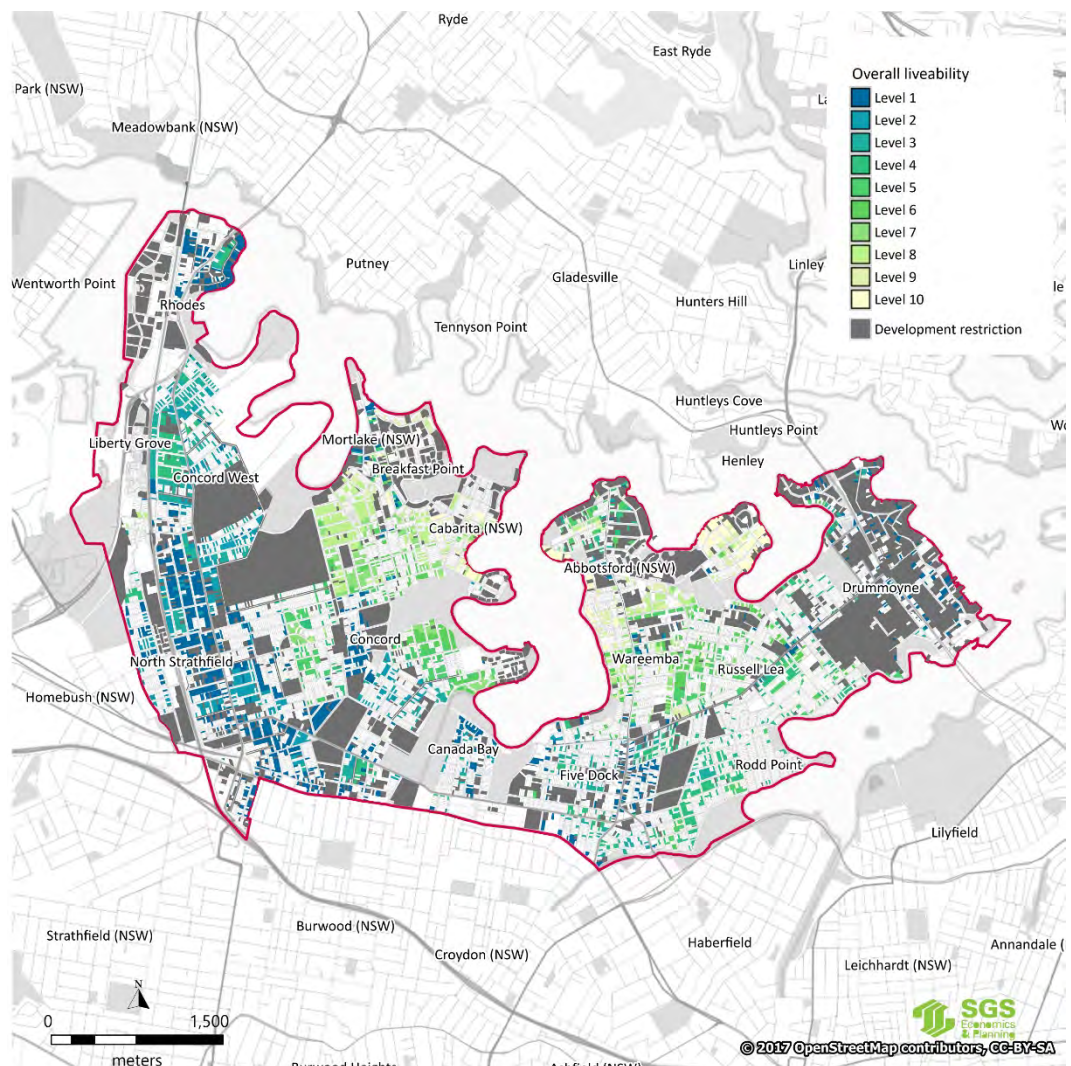 Ryde
East Ryde
Park (NSW)
Meadowbank (NSW)
Overall liveability
Level 1
Level 2
Level 3
Level 4
Level 5
Level 6
Level 7
Level 8
Level 9
Level 10
Development restriction
Wentworth Point
Putney
Gladesville
Linley
Rhodes
Hunters Hill
Tennyson Point
Huntleys Cove
Huntleys Point
Liberty Grove
Mortlake (NSW)
Henley
Breakfast Point
Concord West
Cabarita (NSW)
Abbotsford (NSW)
Drummoyne
Concord
North Strathfield
Wareemba
Russell Lea
Homebush (NSW)
Canada Bay
Five Dock
Rodd Point
Lilyfield
Strathfield (NSW)
Burwood (NSW)
Croydon (NSW)
Haberfield
Annandale (
Leichhardt (NSW)
N
0 1,500
meters
SGS
Economics
& Planning
© 2017 OpenStreetMap contributors, CC-BY-SA